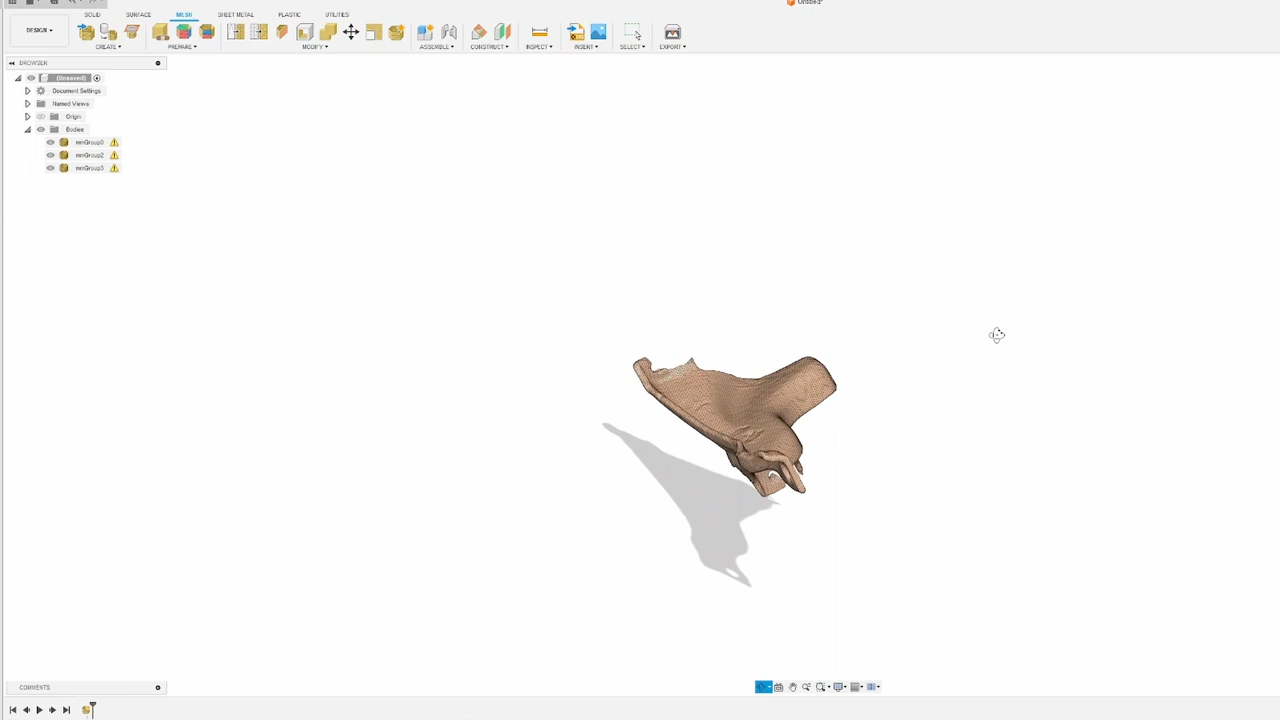 Untitled*
SOLID SURFACE MESH SHEET METAL PLASTIC UTILITIES
DESIGN
CREATE PREPARE MODIFY ASSEMBLE CONSTRUCT INSPECT INSERT SELECT EXPORT
BROWSER
(Unsaved)
Document Settings
Named Views
Origin
Bodies
mmGroup0
mmGroup2
mmGroup5
COMMENTS